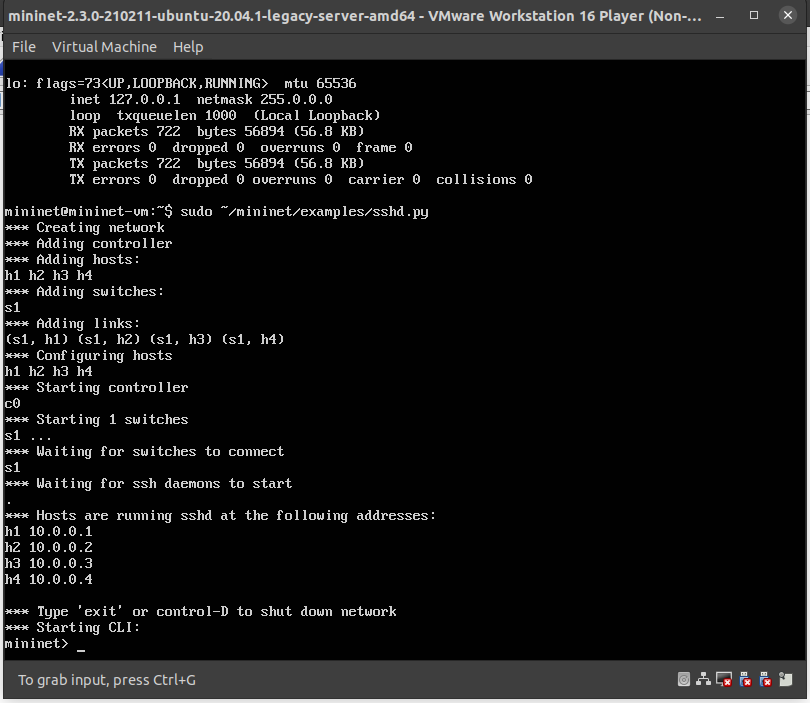 mininet-2.3.0-210211-ubuntu-20.04.1-legacy-server-amd64 - VMware Workstation 16 Player (Non-...
File Virtual Machine Help
lo: flags=73<UP,LOOPBACK,RUNNING>  mtu 65536
        inet 127.0.0.1  netmask 255.0.0.0
        loop  txqueuelen 1000  (Local Loopback)
        RX packets 722  bytes 56894 (56.8 KB)
        RX errors 0  dropped 0  overruns 0  frame 0
        TX packets 722  bytes 56894 (56.8 KB)
        TX errors 0  dropped 0 overruns 0  carrier 0  collisions 0
mininet@mininet-vm:~$ sudo ~/mininet/examples/sshd.py
*** Creating network
*** Adding controller
*** Adding hosts:
h1 h2 h3 h4
*** Adding switches:
s1
*** Adding links:
(s1, h1) (s1, h2) (s1, h3) (s1, h4)
*** Configuring hosts
h1 h2 h3 h4
*** Starting controller
c0
*** Starting 1 switches
s1 ...
*** Waiting for switches to connect
s1
*** Waiting for ssh daemons to start
.
*** Hosts are running sshd at the following addresses:
h1 10.0.0.1
h2 10.0.0.2
h3 10.0.0.3
h4 10.0.0.4
*** Type 'exit' or control-D to shut down network
*** Starting CLI:
mininet> _
To grab input, press Ctrl+G